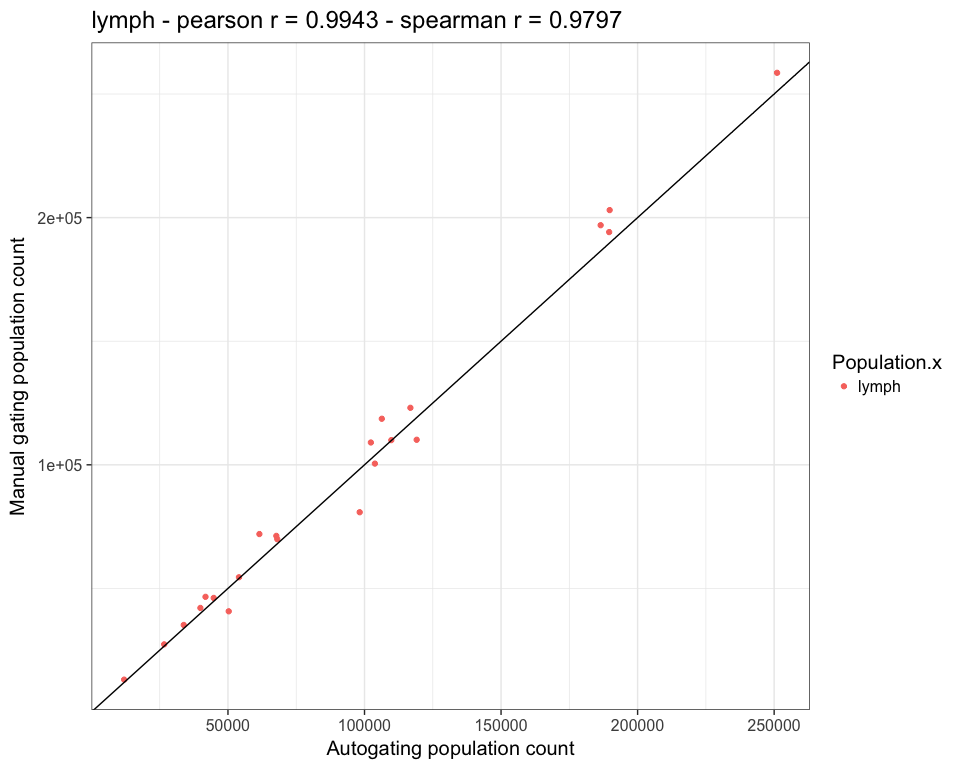 lymph - pearson r = 0.9943 - spearman r = 0.9797
Manual gating population count
2e+05
1e+05
50000 100000 150000 200000 250000
Autogating population count
Population.x
lymph